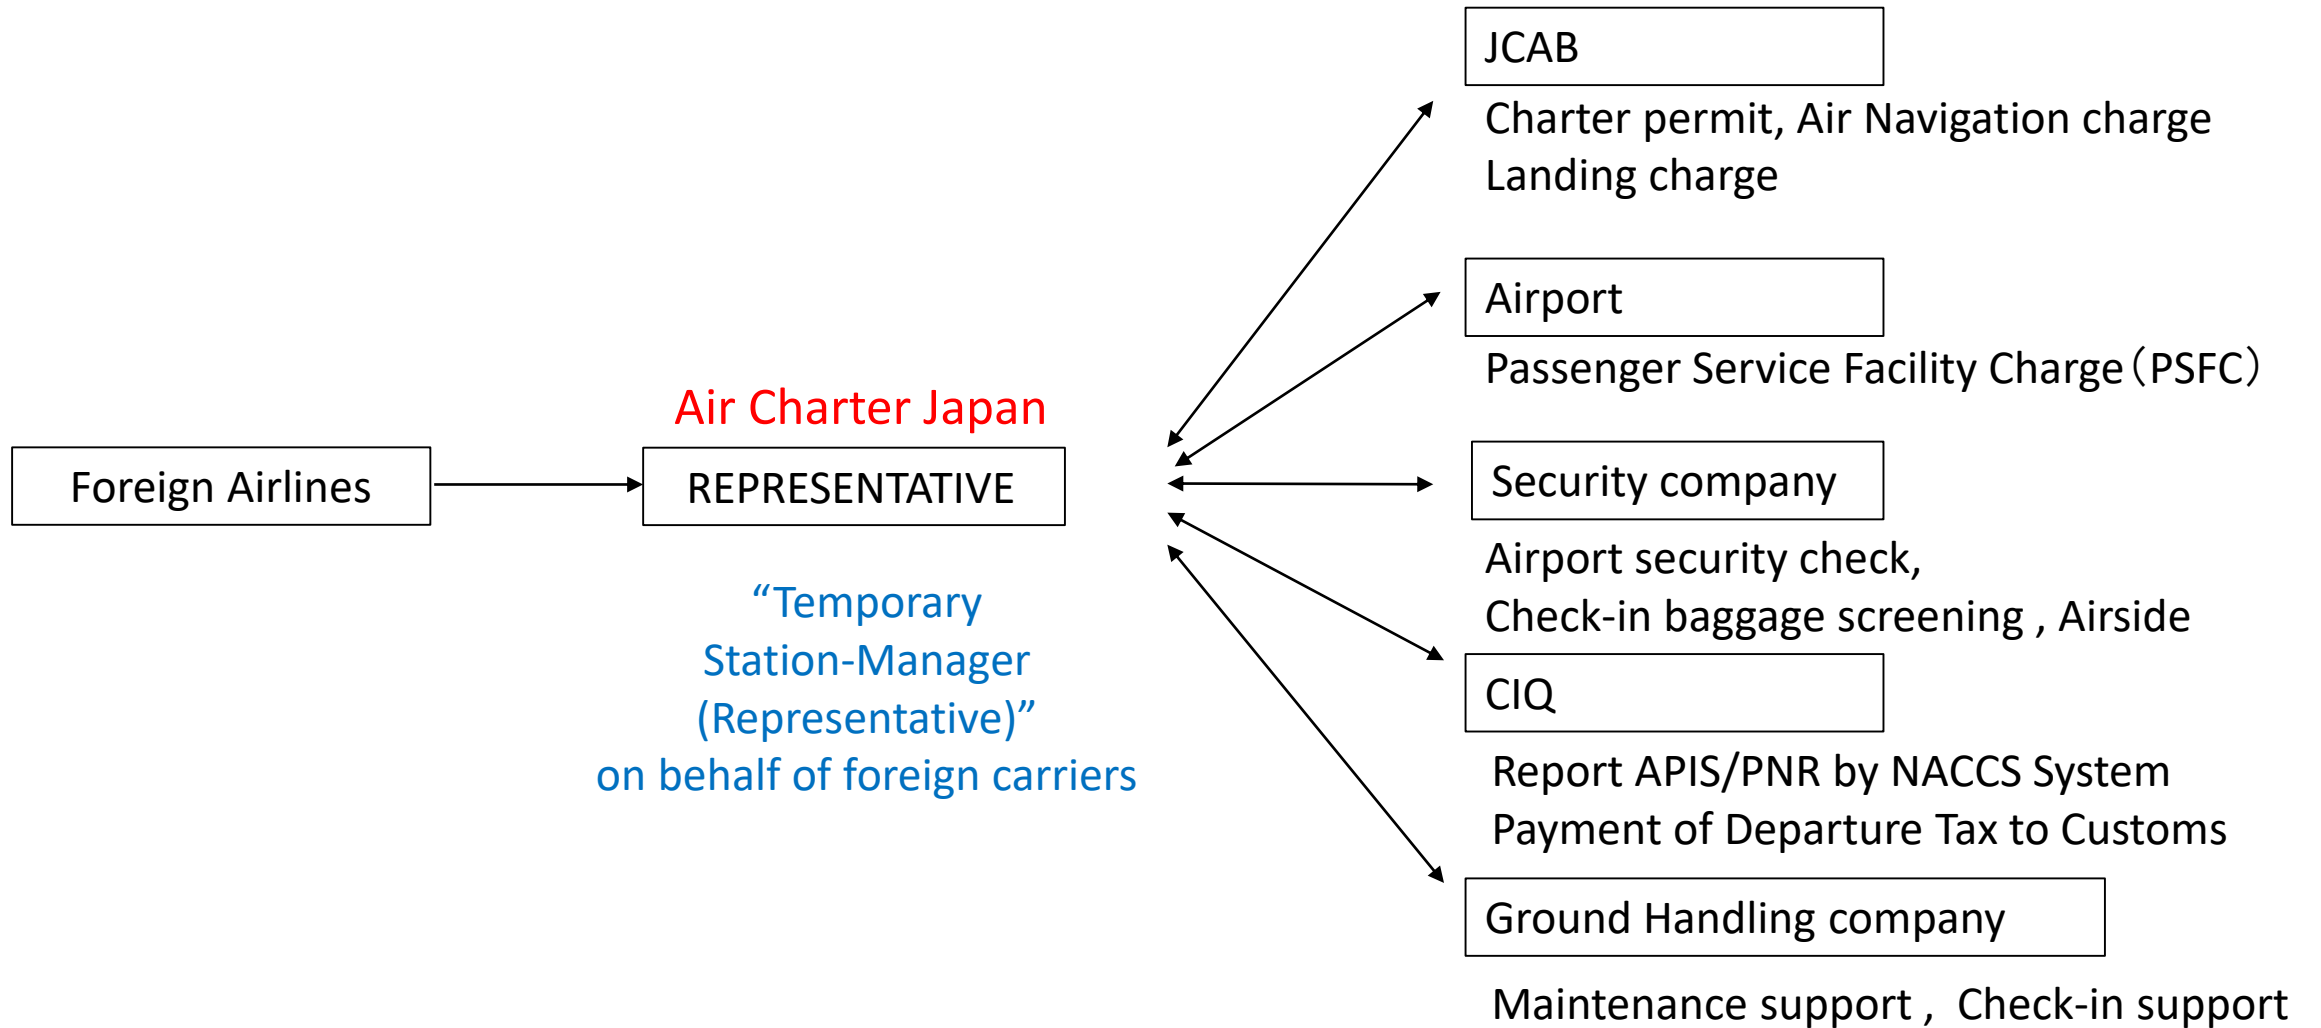 Foreign Airlines
Air Charter Japan
REPRESENTATIVE
“Temporary
Station-Manager
(Representative)”
on behalf of foreign carriers
JCAB
Charter permit, Air Navigation charge
Landing charge
Airport
Passenger Service Facility Charge（PSFC）
Security company
Airport security check,
Check-in baggage screening , Airside
CIQ
Report APIS/PNR by NACCS System
Payment of Departure Tax to Customs
Ground Handling company
Maintenance support , Check-in support